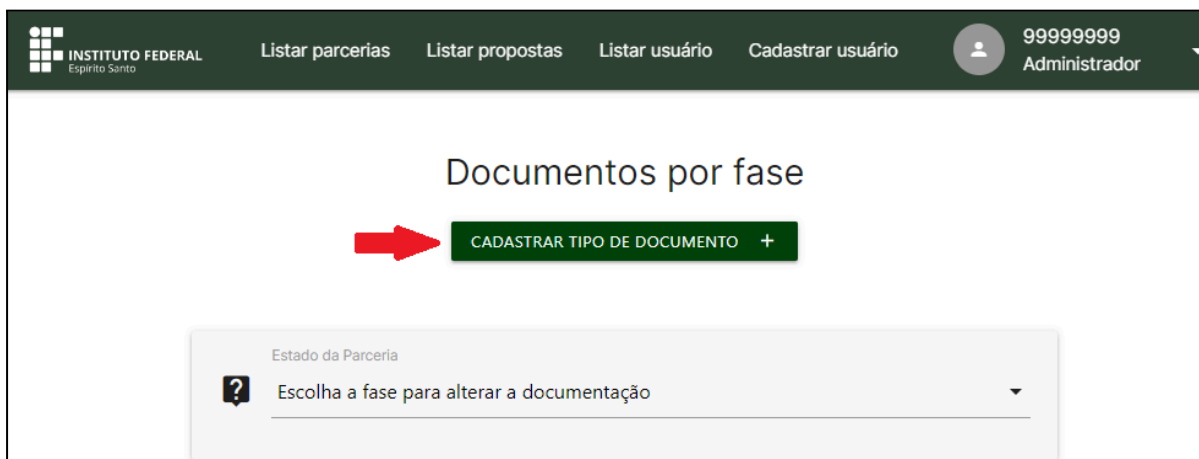 INSTITUTO FEDERAL
Espírito Santo
Listar parcerias
Listar propostas
Listar usuário
Cadastrar usuário
99999999
Administrador
Documentos por fase
CADASTRAR TIPO DE DOCUMENTO +
Estado da Parceria
Escolha a fase para alterar a documentação